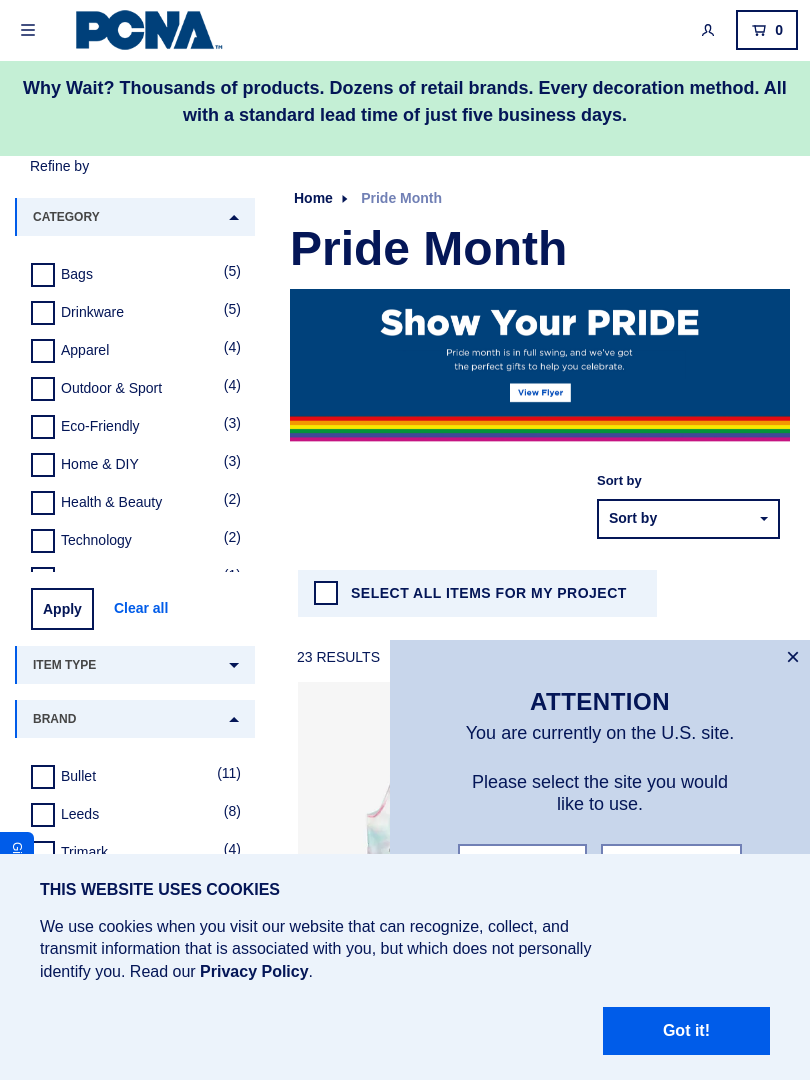 PCNA™
0
Why Wait? Thousands of products. Dozens of retail brands. Every decoration method. All
with a standard lead time of just five business days.
Refine by
Home
Pride Month
Pride Month
CATEGORY
Bags (5)
Drinkware (5)
Apparel (4)
Outdoor & Sport (4)
Eco-Friendly (3)
Home & DIY (3)
Health & Beauty (2)
Technology (2)
Apply
Clear all
ITEM TYPE
BRAND
Bullet (11)
Leeds (8)
Trimark (4)
Show Your PRIDE
Pride month is in full swing, and we've got
the perfect gifts to help you celebrate.
View Flyer
Sort by
Sort by
SELECT ALL ITEMS FOR MY PROJECT
23 RESULTS
ATTENTION
You are currently on the U.S. site.
Please select the site you would
like to use.
THIS WEBSITE USES COOKIES
We use cookies when you visit our website that can recognize, collect, and
transmit information that is associated with you, but which does not personally
identify you. Read our Privacy Policy.
Got it!